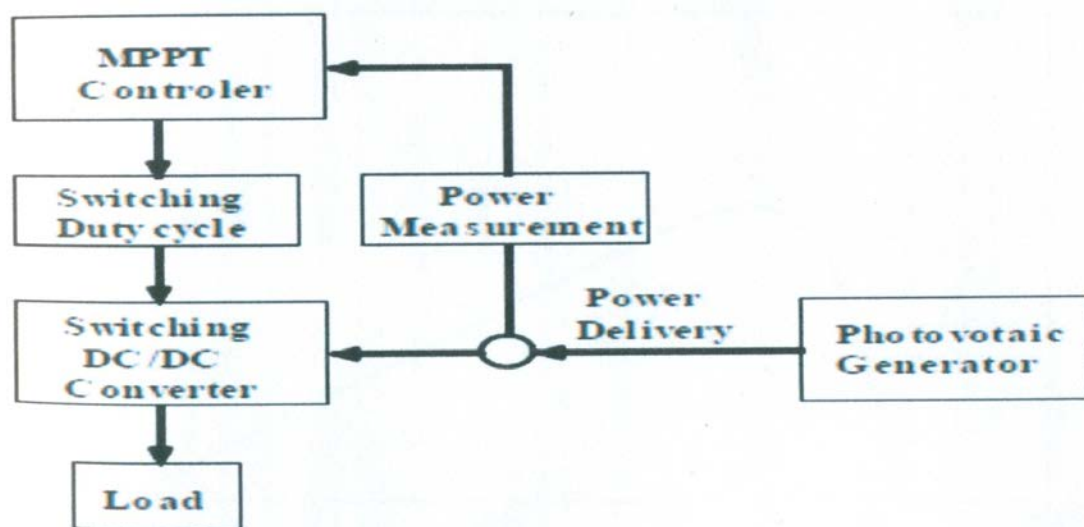 MPPT
Controler
Switching
Duty cycle
Power
Measurement
Switching
DC/DC
Converter
Power
Delivery
Photovotaic
Generator
Load